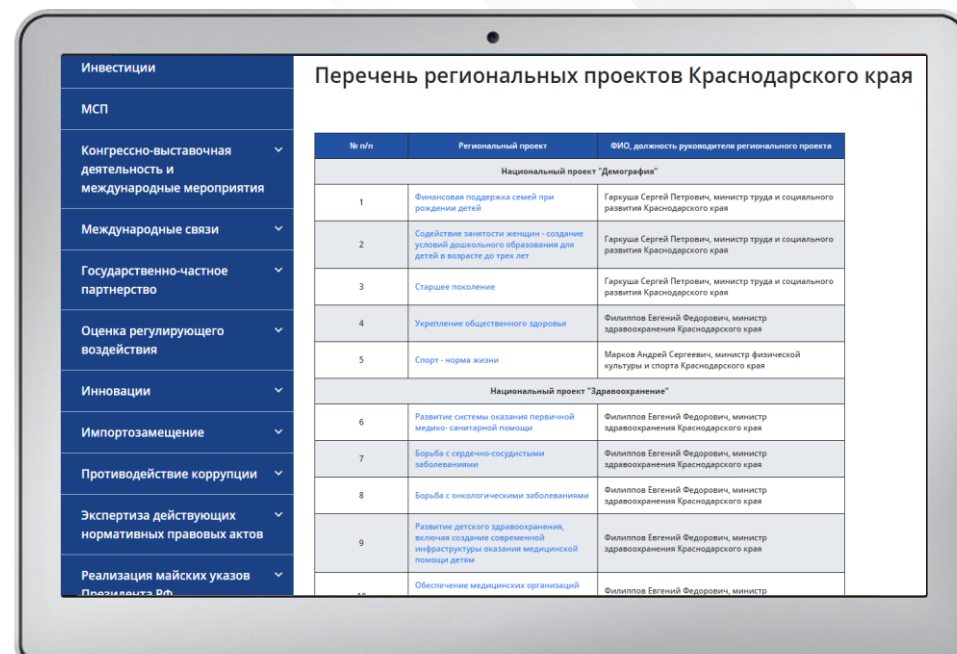 Инвестиции
МСП
Конгрессно-выставочная
деятельность и
международные мероприятия
Международные связи
Государственно-частное
партнерство
Оценка регулирующего
воздействия
Инновации
Импортозамещение
Противодействие коррупции
Экспертиза действующих
нормативных правовых актов
Реализация майских указов
Президента РФ
Перечень региональных проектов Краснодарского края
№ п/п
Региональный проект
ФИО, должность руководителя регионального проекта
Национальный проект "Демография"
1
Финансовая поддержка семей при
рождении детей
Гаркуша Сергей Петрович, министр труда и социального
развития Краснодарского края
2
Содействие занятости женщин - создание
условий дошкольного образования для
детей в возрасте до трех лет
Гаркуша Сергей Петрович, министр труда и социального
развития Краснодарского края
3
Старшее поколение
Гаркуша Сергей Петрович, министр труда и социального
развития Краснодарского края
4
Укрепление общественного здоровья
Филиппов Евгений Федорович, министр
здравоохранения Краснодарского края
5
Спорт - норма жизни
Марков Андрей Сергеевич, министр физической
культуры и спорта Краснодарского края
Национальный проект "Здравоохранение"
6
Развитие системы оказания первичной
медико- санитарной помощи
Филиппов Евгений Федорович, министр
здравоохранения Краснодарского края
7
Борьба с сердечно-сосудистыми
заболеваниями
Филиппов Евгений Федорович, министр
здравоохранения Краснодарского края
8
Борьба с онкологическими заболеваниями
Филиппов Евгений Федорович, министр
здравоохранения Краснодарского края
9
Развитие детского здравоохранения,
включая создание современной
инфраструктуры оказания медицинской
помощи детям
Филиппов Евгений Федорович, министр
здравоохранения Краснодарского края
10
Обеспечение медицинских организаций
Филиппов Евгений Федорович, министр